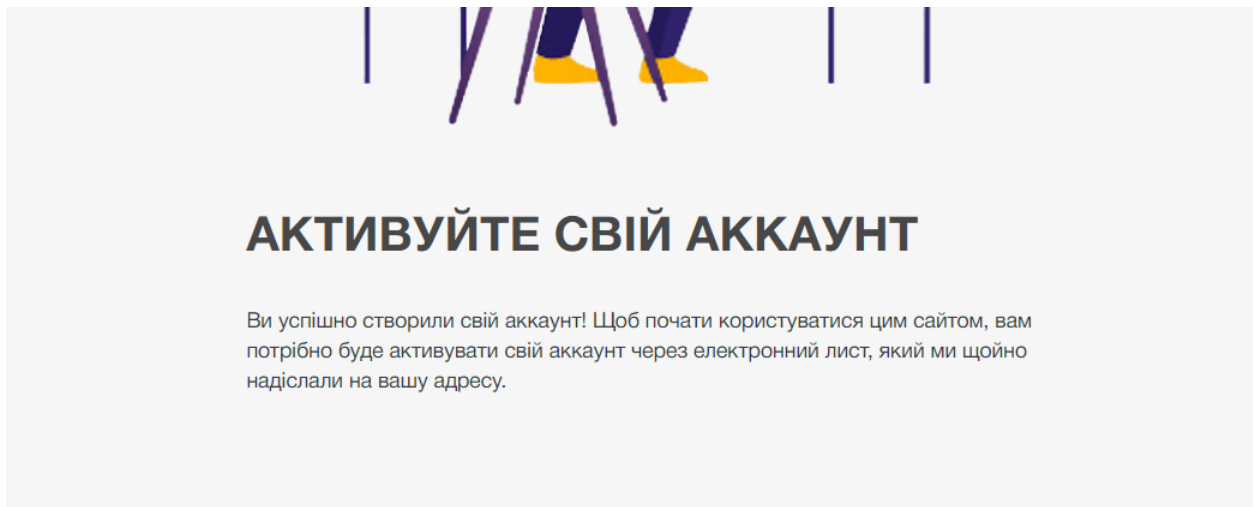 АКТИВУЙТЕ СВІЙ АККАУНТ
Ви успішно створили свій аккаунт! Щоб почати користуватися цим сайтом, вам
потрібно буде активувати свій аккаунт через електронний лист, який ми щойно
надіслали на вашу адресу.